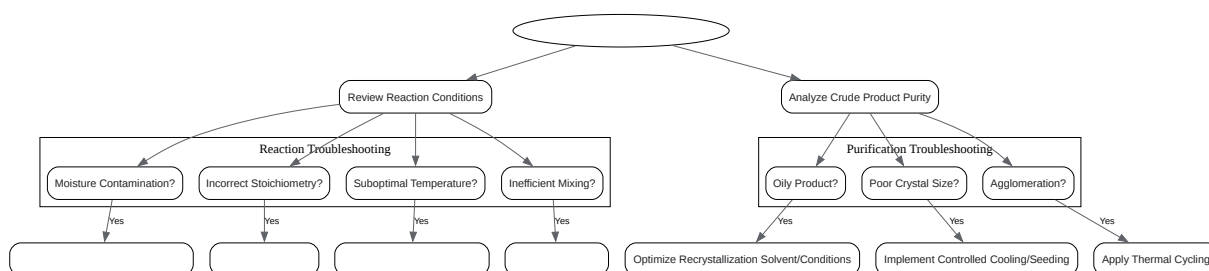 Review Reaction Conditions
Analyze Crude Product Purity
Reaction Troubleshooting
Purification Troubleshooting
Moisture Contamination?
Incorrect Stoichiometry?
Suboptimal Temperature?
Inefficient Mixing?
Oily Product?
Poor Crystal Size?
Agglomeration?
Yes
Yes
Yes
Yes
Yes
Yes
Yes
Optimize Recrystallization Solvent/Conditions
Implement Controlled Cooling/Seeding
Apply Thermal Cycling